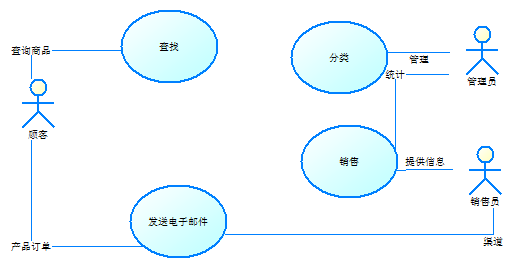 查询商品
查找
分类
管理
管理员
统计
顾客
销售
提供信息
销售员
发送电子邮件
产品订单
渠道